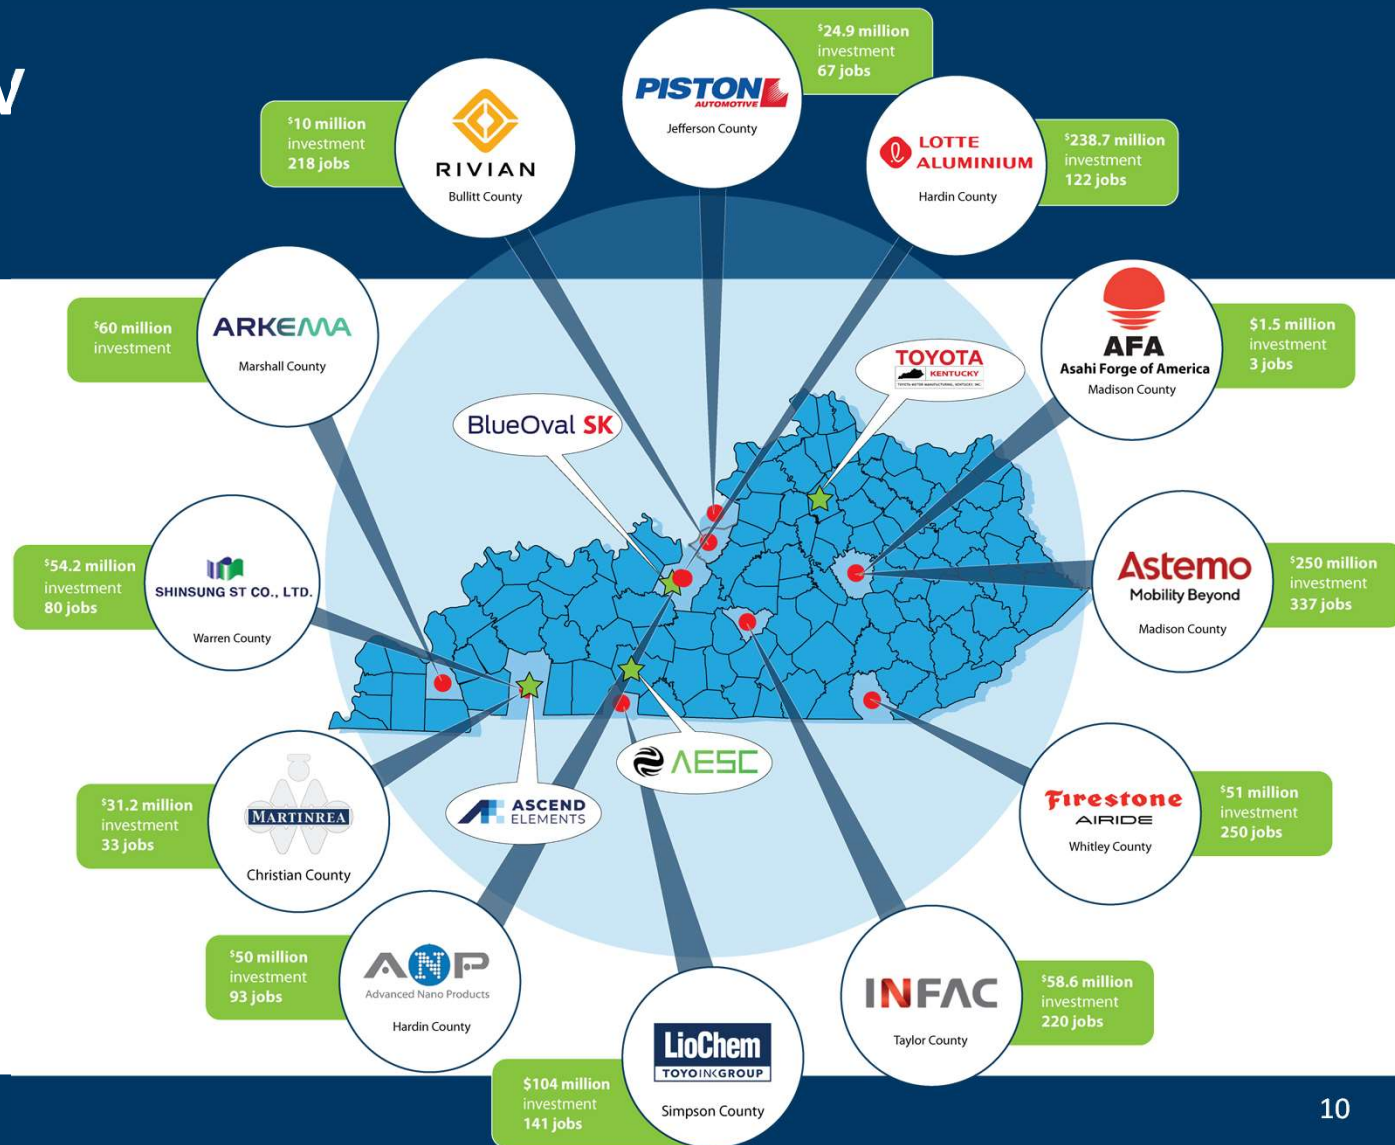 $24.9 million
investment
67 jobs
PISTON
AUTOMOTIVE
Jefferson County
$10 million
investment
218 jobs
RIVIAN
Bullitt County
LOTTE
ALUMINIUM
Hardin County
$238.7 million
investment
122 jobs
$60 million
investment
ARKEMA
Marshall County
AFA
Asahi Forge of America
Madison County
$1.5 million
investment
3 jobs
TOYOTA
KENTUCKY
TOYOTA MOTOR MANUFACTURING, KENTUCKY, INC.
BlueOval SK
$54.2 million
investment
80 jobs
SHINSUNG ST CO., LTD.
Warren County
Astemo
Mobility Beyond
Madison County
$250 million
investment
337 jobs
AESC
ASCEND
ELEMENTS
$31.2 million
investment
33 jobs
MARTINREA
Christian County
Firestone
AIRIDE
Whitley County
$51 million
investment
250 jobs
$50 million
investment
93 jobs
ANP
Advanced Nano Products
Hardin County
INFAC
Taylor County
$58.6 million
investment
220 jobs
LioChem
TOYOINKGROUP
Simpson County
$104 million
investment
141 jobs
10